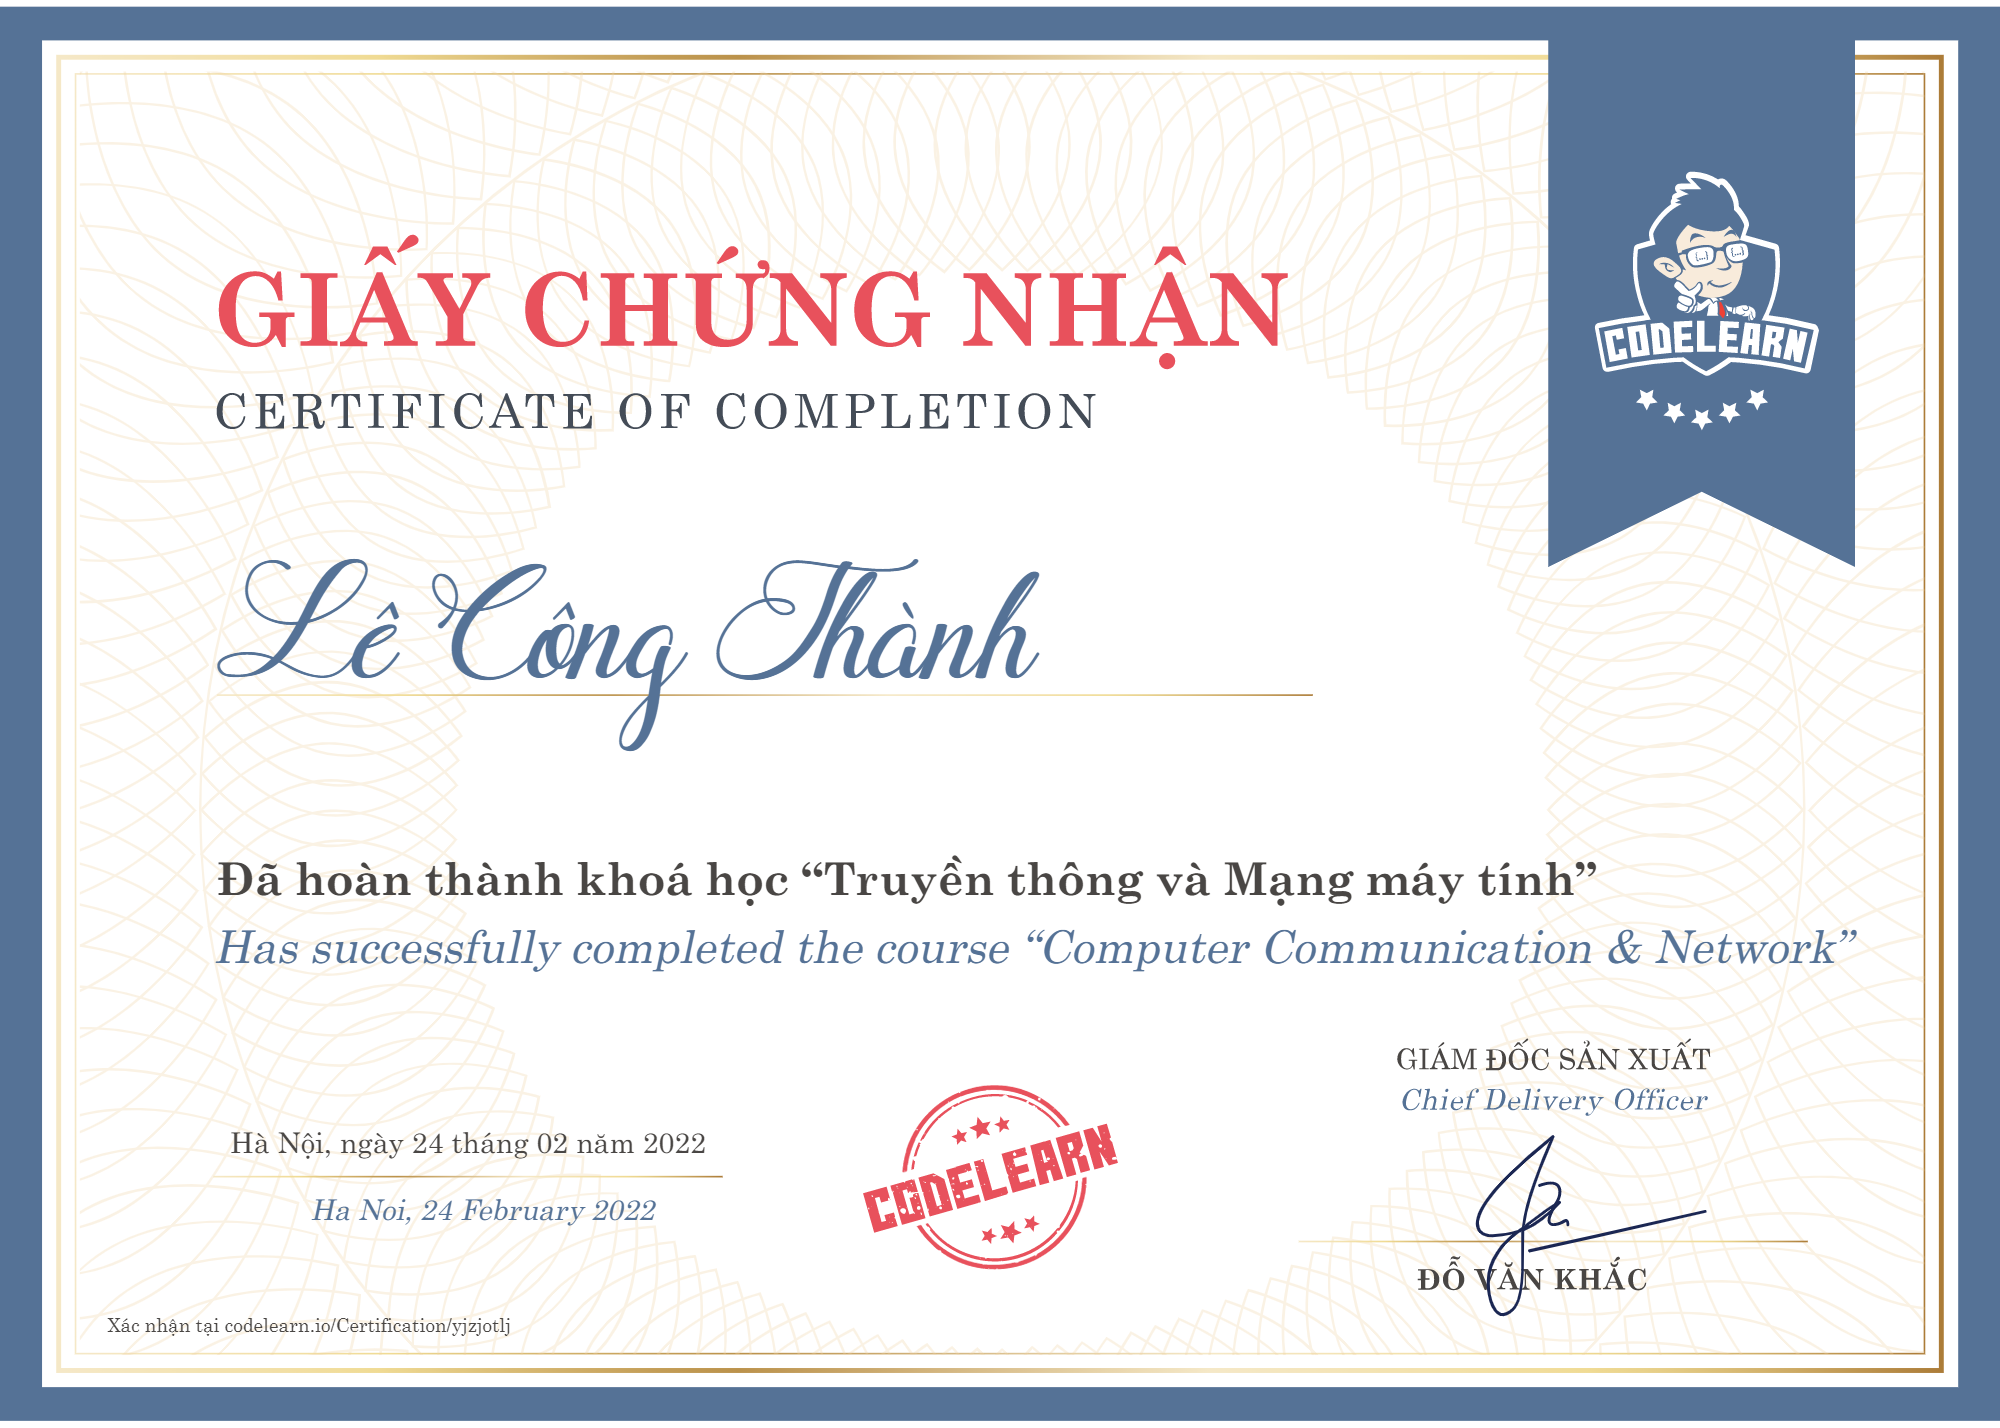 GIẤY CHỨNG NHẬN
CERTIFICATE OF COMPLETION
CODELEARN
Lê Công Thành
Đã hoàn thành khoá học “Truyền thông và Mạng máy tính”
Has successfully completed the course “Computer Communication & Network”
GIÁM ĐỐC SẢN XUẤT
Chief Delivery Officer
Hà Nội, ngày 24 tháng 02 năm 2022
Ha Noi, 24 February 2022
CODELEARN
ĐỖ VĂN KHẮC
Xác nhận tại codelearn.io/Certification/yjzjotlj